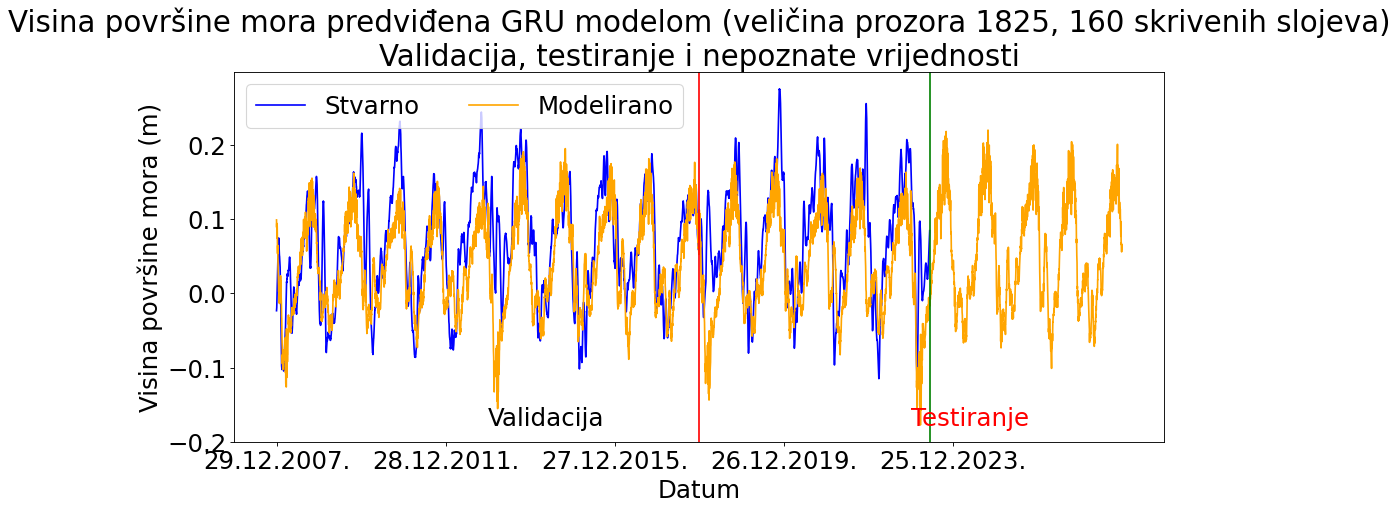 Visina površine mora predviđena GRU modelom (veličina prozora 1825, 160 skrivenih slojeva)
Validacija, testiranje i nepoznate vrijednosti
Stvarno Modelirano
Visina površine mora (m)
0.2
0.1
0.0
−0.1
−0.2
Validacija
Testiranje
29.12.2007. 28.12.2011. 27.12.2015. 26.12.2019. 25.12.2023.
Datum